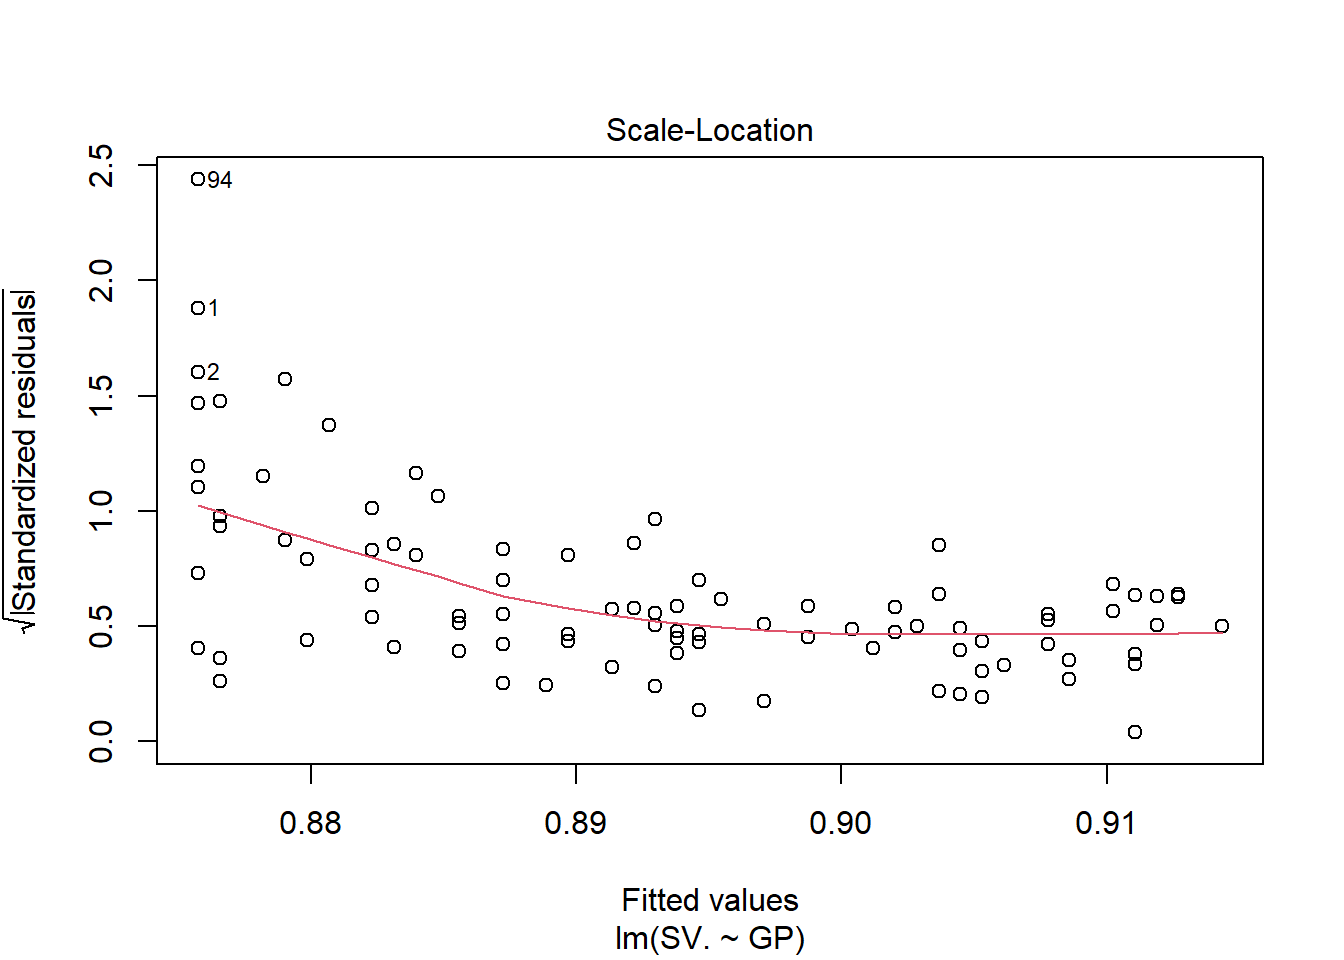 Scale-Location
√|Standardized residuals|
2.5
2.0
1.5
1.0
0.5
0.0
94
1
2
0.88 0.89 0.90 0.91
Fitted values
lm(SV. ~ GP)